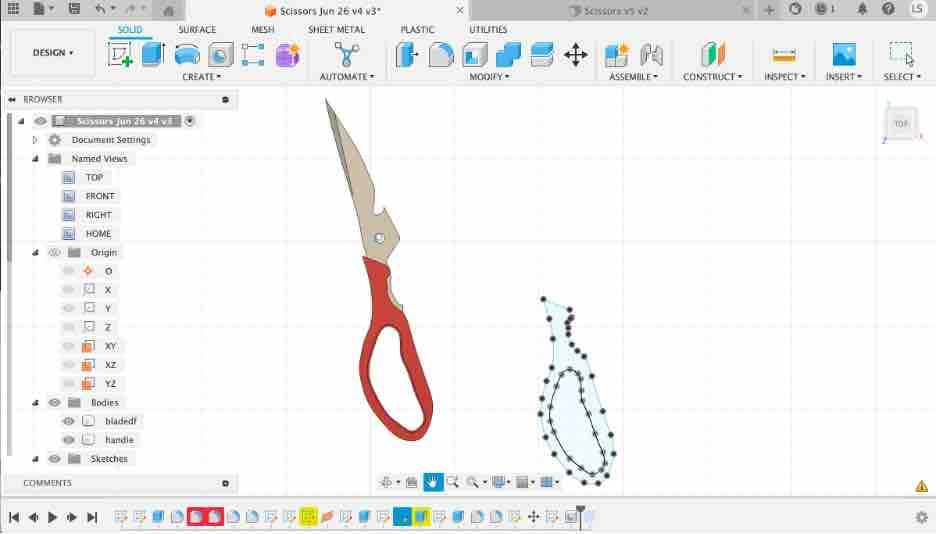 Scissors Jun 26 v4 v3*
Scissors v5 v2
1
LS
DESIGN
SOLID
SURFACE
MESH
SHEET METAL
PLASTIC
UTILITIES
CREATE
AUTOMATE
MODIFY
ASSEMBLE
CONSTRUCT
INSPECT
INSERT
SELECT
BROWSER
Scissors Jun 26 v4 v3
Document Settings
Named Views
TOP
FRONT
RIGHT
HOME
Origin
O
X
Y
Z
XY
XZ
YZ
Bodies
bladedf
handle
Sketches
COMMENTS
TOP
Z
X